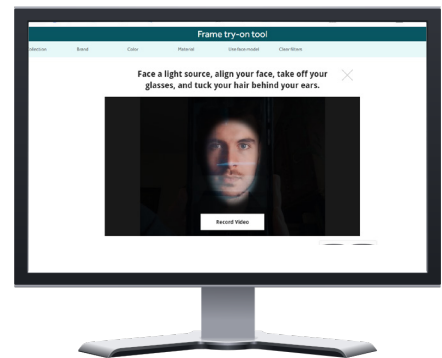 Frame try-on tool
Brand Color Material Use face model Clear filters
Face a light source, align your face, take off your
glasses, and tuck your hair behind your ears.
Record Video